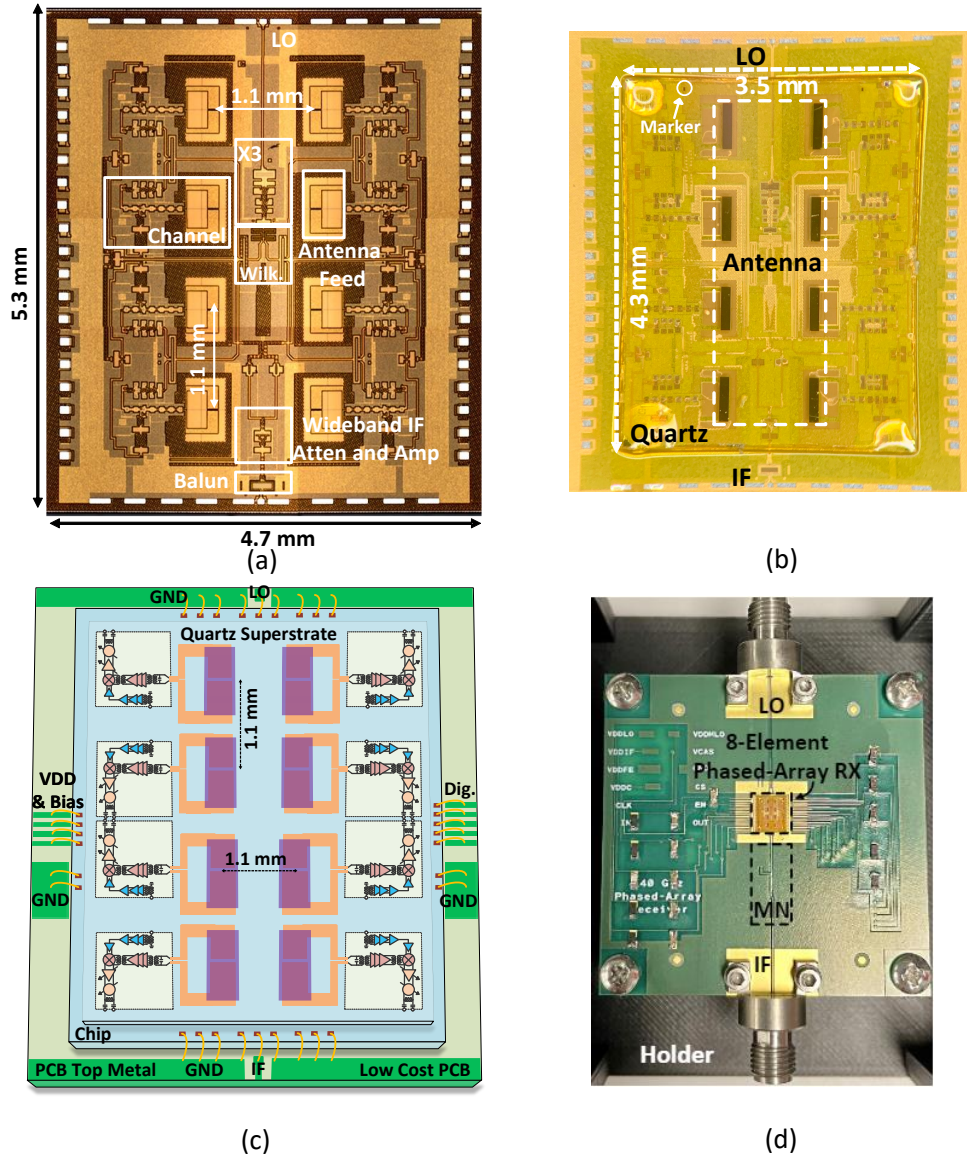 LO
1.1 mm
X3
Channel
Antenna
Feed
Wilk.
5.3 mm
1.1 mm
Wideband IF
Atten and Amp
Balun
4.7 mm
(a)
LO
3.5 mm
Marker
Antenna
4.3 mm
Quartz
IF
(b)
GND
LO
Quartz Superstrate
1.1 mm
VDD
& Bias
Dig.
1.1 mm
GND
GND
Chip
PCB Top Metal
GND
IF
Low Cost PCB
(c)
LO
8-Element
Phased-Array RX
VDDLO
VDDMLO
VDDIF
VCAS
VDDFE
VDDC
CS
CLK
EN
IN
OUT
40 GHz
Phased-Array
Receiver
MN
IF
Holder
(d)